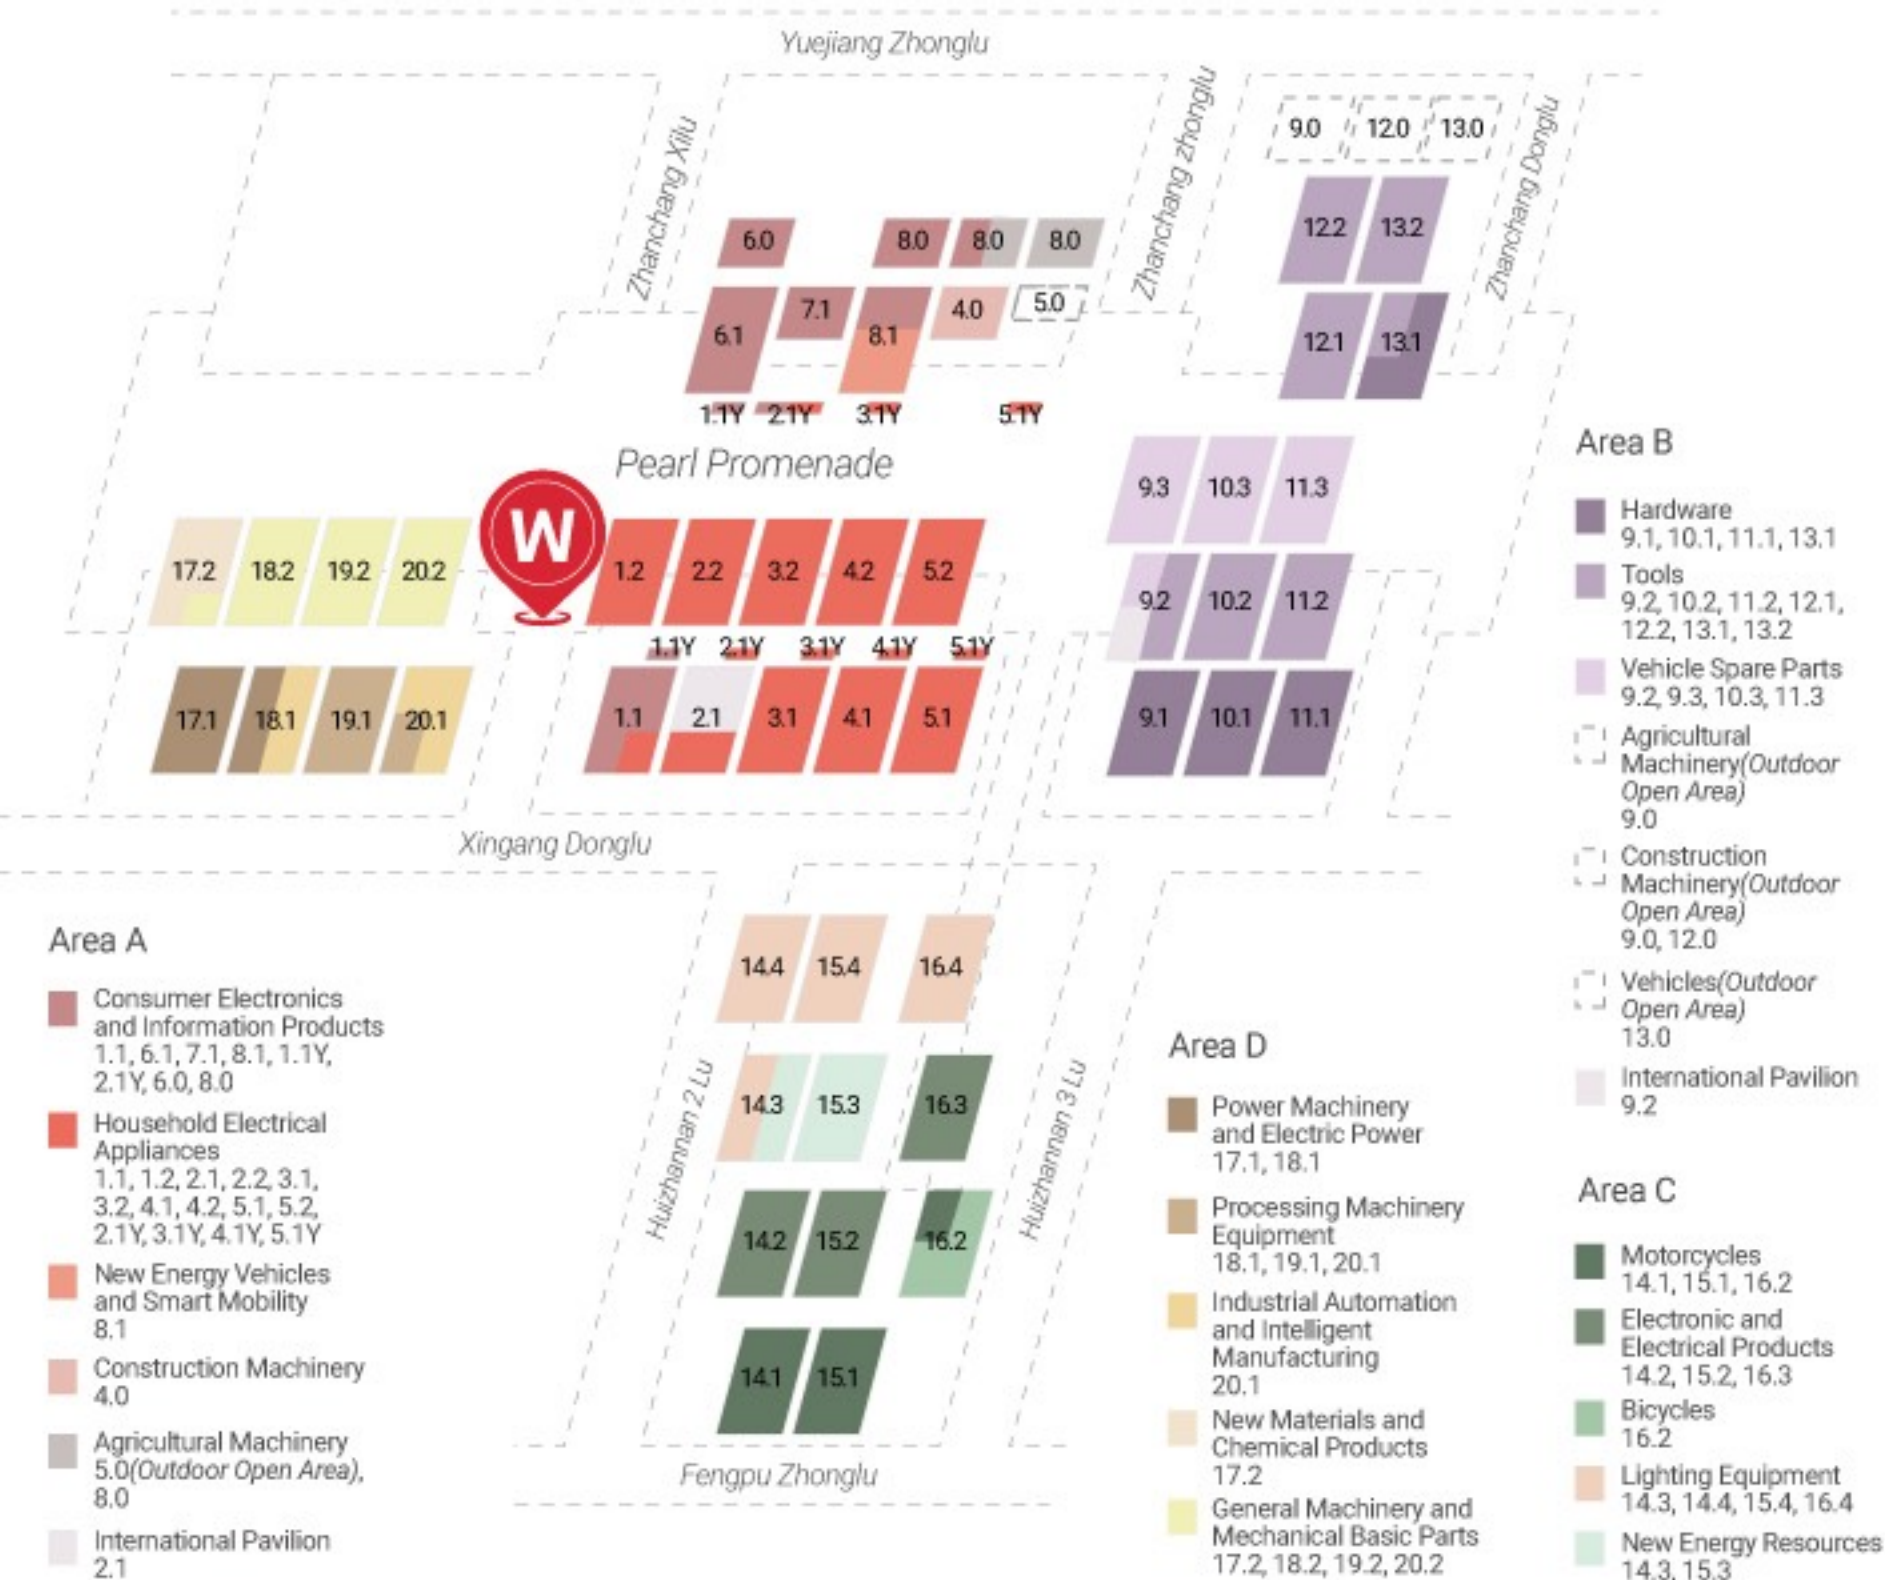 Yuejiang Zhonglu
Zhanchang Xilu
Zhanchang zhonglu
Zhanchang Donglu
9.0 12.0 13.0
12.2 13.2
6.0 8.0 8.0 8.0
7.1 4.0 5.0
6.1 8.1
12.1 13.1
1.1Y 2.1Y 3.1Y 5.1Y
Pearl Promenade
9.3 10.3 11.3
W
17.2 18.2 19.2 20.2 1.2 2.2 3.2 4.2 5.2
9.2 10.2 11.2
1.1Y 2.1Y 3.1Y 4.1Y 5.1Y
17.1 18.1 19.1 20.1 1.1 2.1 3.1 4.1 5.1
9.1 10.1 11.1
Xingang Donglu
14.4 15.4 16.4
14.3 15.3 16.3
Huizhannan 2 Lu
Huizhannan 3 Lu
14.2 15.2 16.2
14.1 15.1
Fengpu Zhonglu
Area A
Consumer Electronics
and Information Products
1.1, 6.1, 7.1, 8.1, 1.1Y,
2.1Y, 6.0, 8.0
Household Electrical
Appliances
1.1, 1.2, 2.1, 2.2, 3.1,
3.2, 4.1, 4.2, 5.1, 5.2,
2.1Y, 3.1Y, 4.1Y, 5.1Y
New Energy Vehicles
and Smart Mobility
8.1
Construction Machinery
4.0
Agricultural Machinery
5.0(Outdoor Open Area),
8.0
International Pavilion
2.1
Area B
Hardware
9.1, 10.1, 11.1, 13.1
Tools
9.2, 10.2, 11.2, 12.1,
12.2, 13.1, 13.2
Vehicle Spare Parts
9.2, 9.3, 10.3, 11.3
Agricultural
Machinery(Outdoor
Open Area)
9.0
Construction
Machinery(Outdoor
Open Area)
9.0, 12.0
Vehicles(Outdoor
Open Area)
13.0
International Pavilion
9.2
Area D
Power Machinery
and Electric Power
17.1, 18.1
Processing Machinery
Equipment
18.1, 19.1, 20.1
Industrial Automation
and Intelligent
Manufacturing
20.1
New Materials and
Chemical Products
17.2
General Machinery and
Mechanical Basic Parts
17.2, 18.2, 19.2, 20.2
Area C
Motorcycles
14.1, 15.1, 16.2
Electronic and
Electrical Products
14.2, 15.2, 16.3
Bicycles
16.2
Lighting Equipment
14.3, 14.4, 15.4, 16.4
New Energy Resources
14.3, 15.3